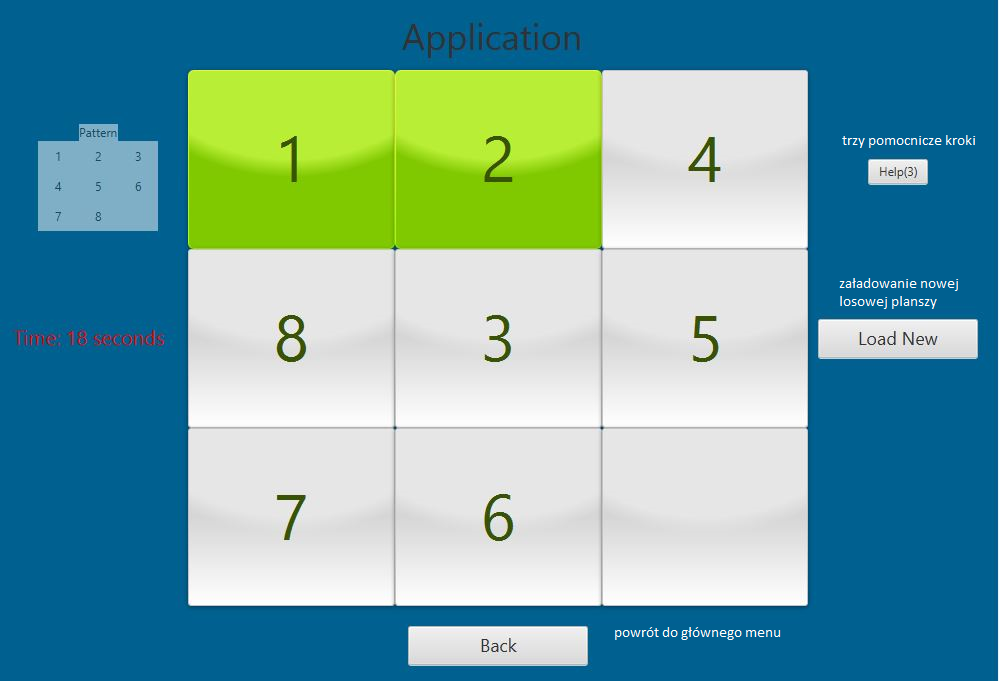 Application
Pattern
1 2 3
4 5 6
7 8
Time: 18 seconds
1 2 4
8 3 5
7 6
trzy pomocnicze kroki
Help(3)
załadowanie nowej
losowej planszy
Load New
Back
powrót do głównego menu